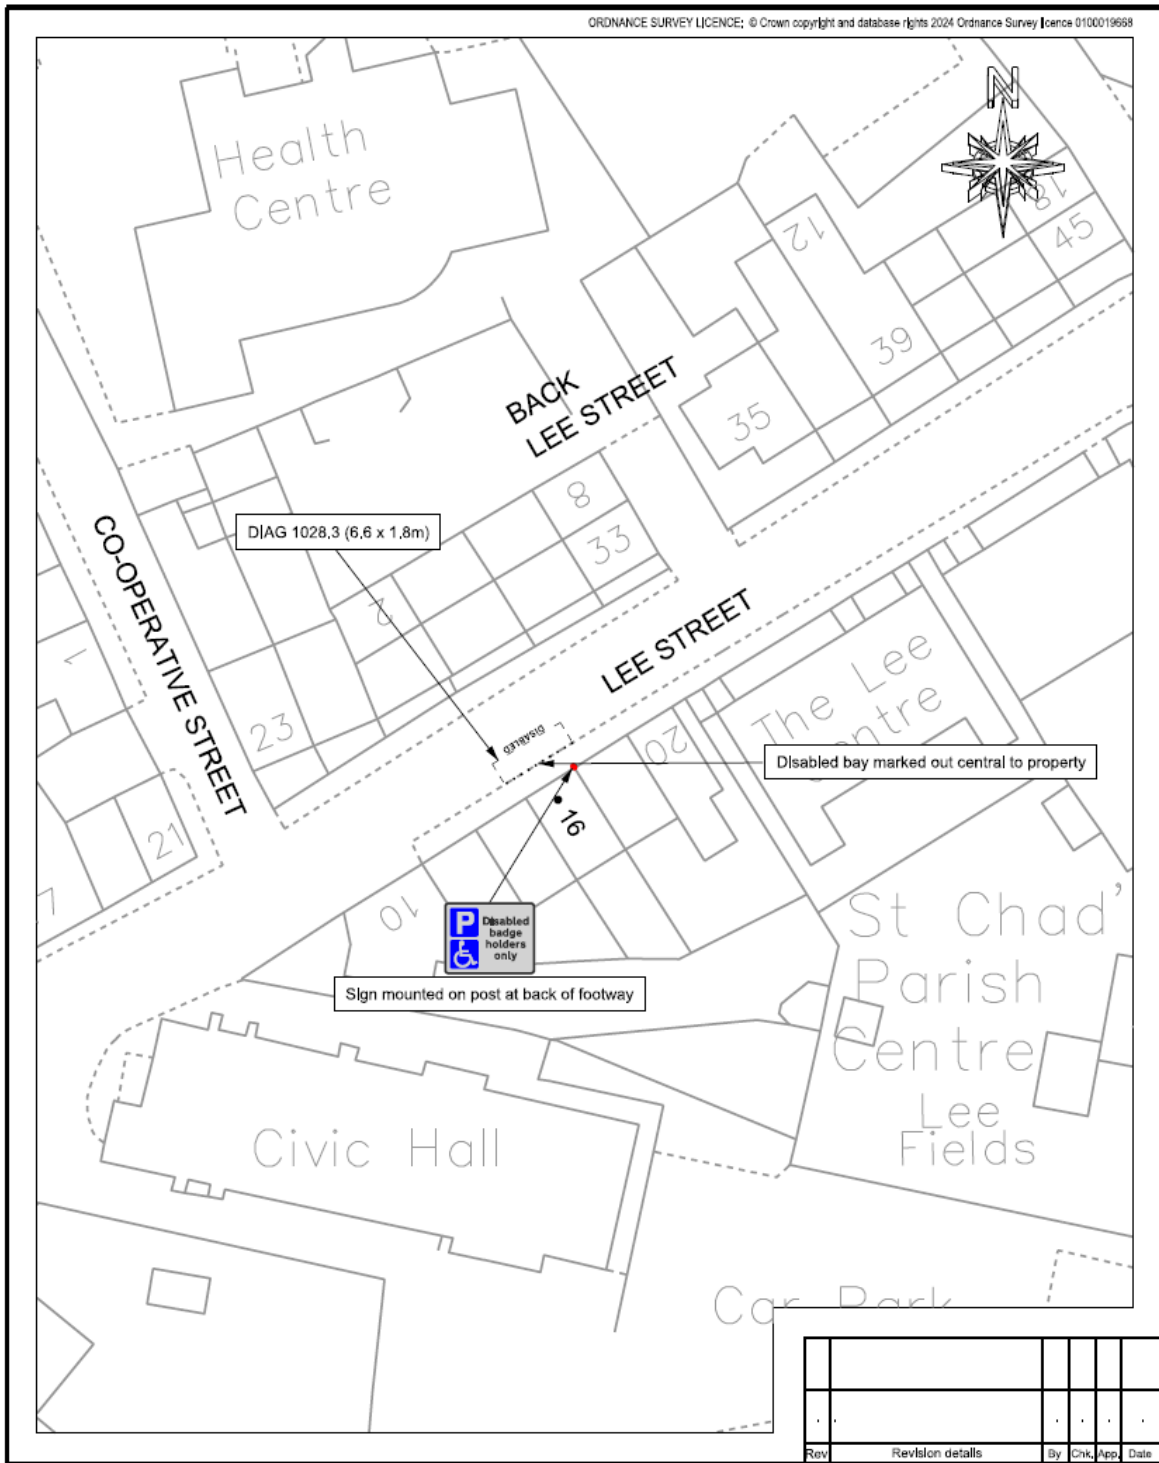 ORDNANCE SURVEY LICENCE; © Crown copyright and database rights 2024 Ordnance Survey licence 0100019668
N
Health
Centre
12
18
45
39
35
BACK
LEE STREET
8
33
DIAG 1028.3 (6.6 x 1.8m)
CO-OPERATIVE STREET
2
1
LEE STREET
The Lee
Centre
23
DISABLED
20
Disabled bay marked out central to property
16
21
17
10
P Disabled
badge
holders
only
Sign mounted on post at back of footway
St Chad'
Parish
Centre
Lee
Fields
Civic Hall
Car Park
Rev
Revision details
By
Chk.
App.
Date